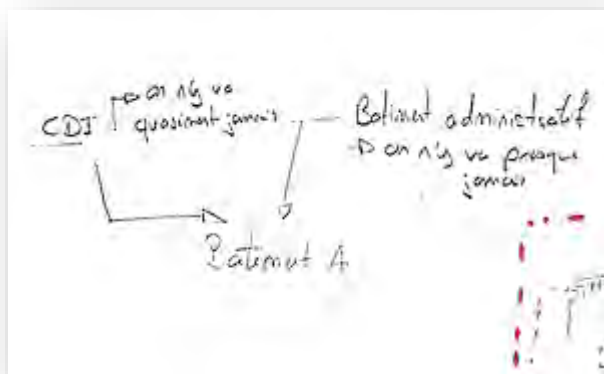 CDI → on n'y va
quasiment jamais
Batiment administratif
→ on n'y va presque
jamais
Batiment A